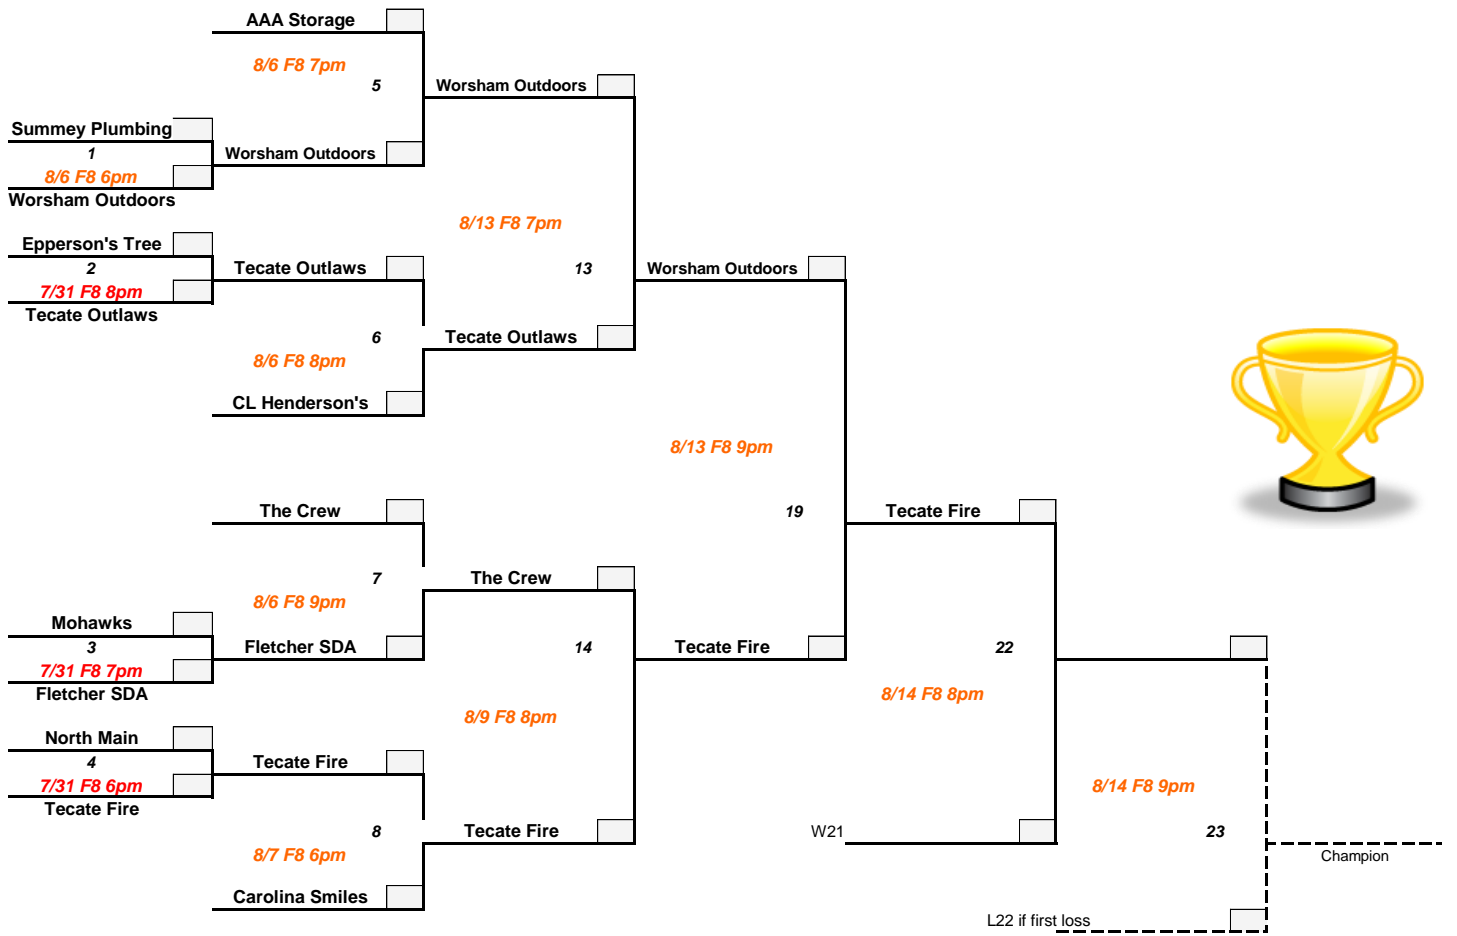 AAA Storage
8/6 F8 7pm
5
Worsham Outdoors
Summey Plumbing
1
Worsham Outdoors
8/6 F8 6pm
Worsham Outdoors
8/13 F8 7pm
Epperson's Tree
2
Tecate Outlaws
13
Worsham Outdoors
7/31 F8 8pm
Tecate Outlaws
6
Tecate Outlaws
8/6 F8 8pm
CL Henderson's
8/13 F8 9pm
The Crew
19
Tecate Fire
7
The Crew
8/6 F8 9pm
Mohawks
3
Fletcher SDA
14
Tecate Fire
22
7/31 F8 7pm
Fletcher SDA
8/14 F8 8pm
8/9 F8 8pm
North Main
4
Tecate Fire
7/31 F8 6pm
8/14 F8 9pm
Tecate Fire
8
Tecate Fire
W21
23
8/7 F8 6pm
Champion
Carolina Smiles
L22 if first loss